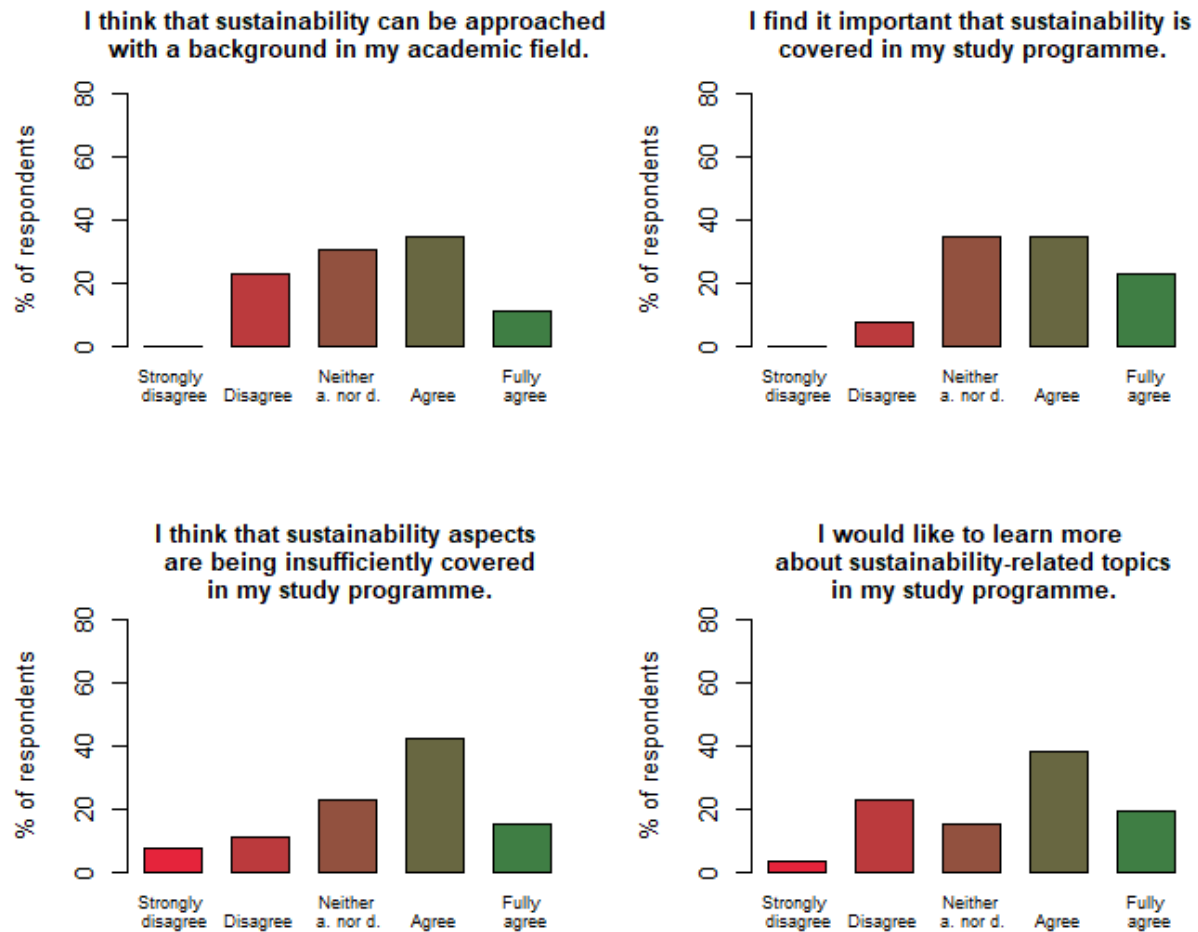 I think that sustainability can be approached
with a background in my academic field.
% of respondents
80
60
40
20
0
Strongly
disagree
Disagree
Neither
a. nor d.
Agree
Fully
agree
I find it important that sustainability is
covered in my study programme.
% of respondents
80
60
40
20
0
Strongly
disagree
Disagree
Neither
a. nor d.
Agree
Fully
agree
I think that sustainability aspects
are being insufficiently covered
in my study programme.
% of respondents
80
60
40
20
0
Strongly
disagree
Disagree
Neither
a. nor d.
Agree
Fully
agree
I would like to learn more
about sustainability-related topics
in my study programme.
% of respondents
80
60
40
20
0
Strongly
disagree
Disagree
Neither
a. nor d.
Agree
Fully
agree